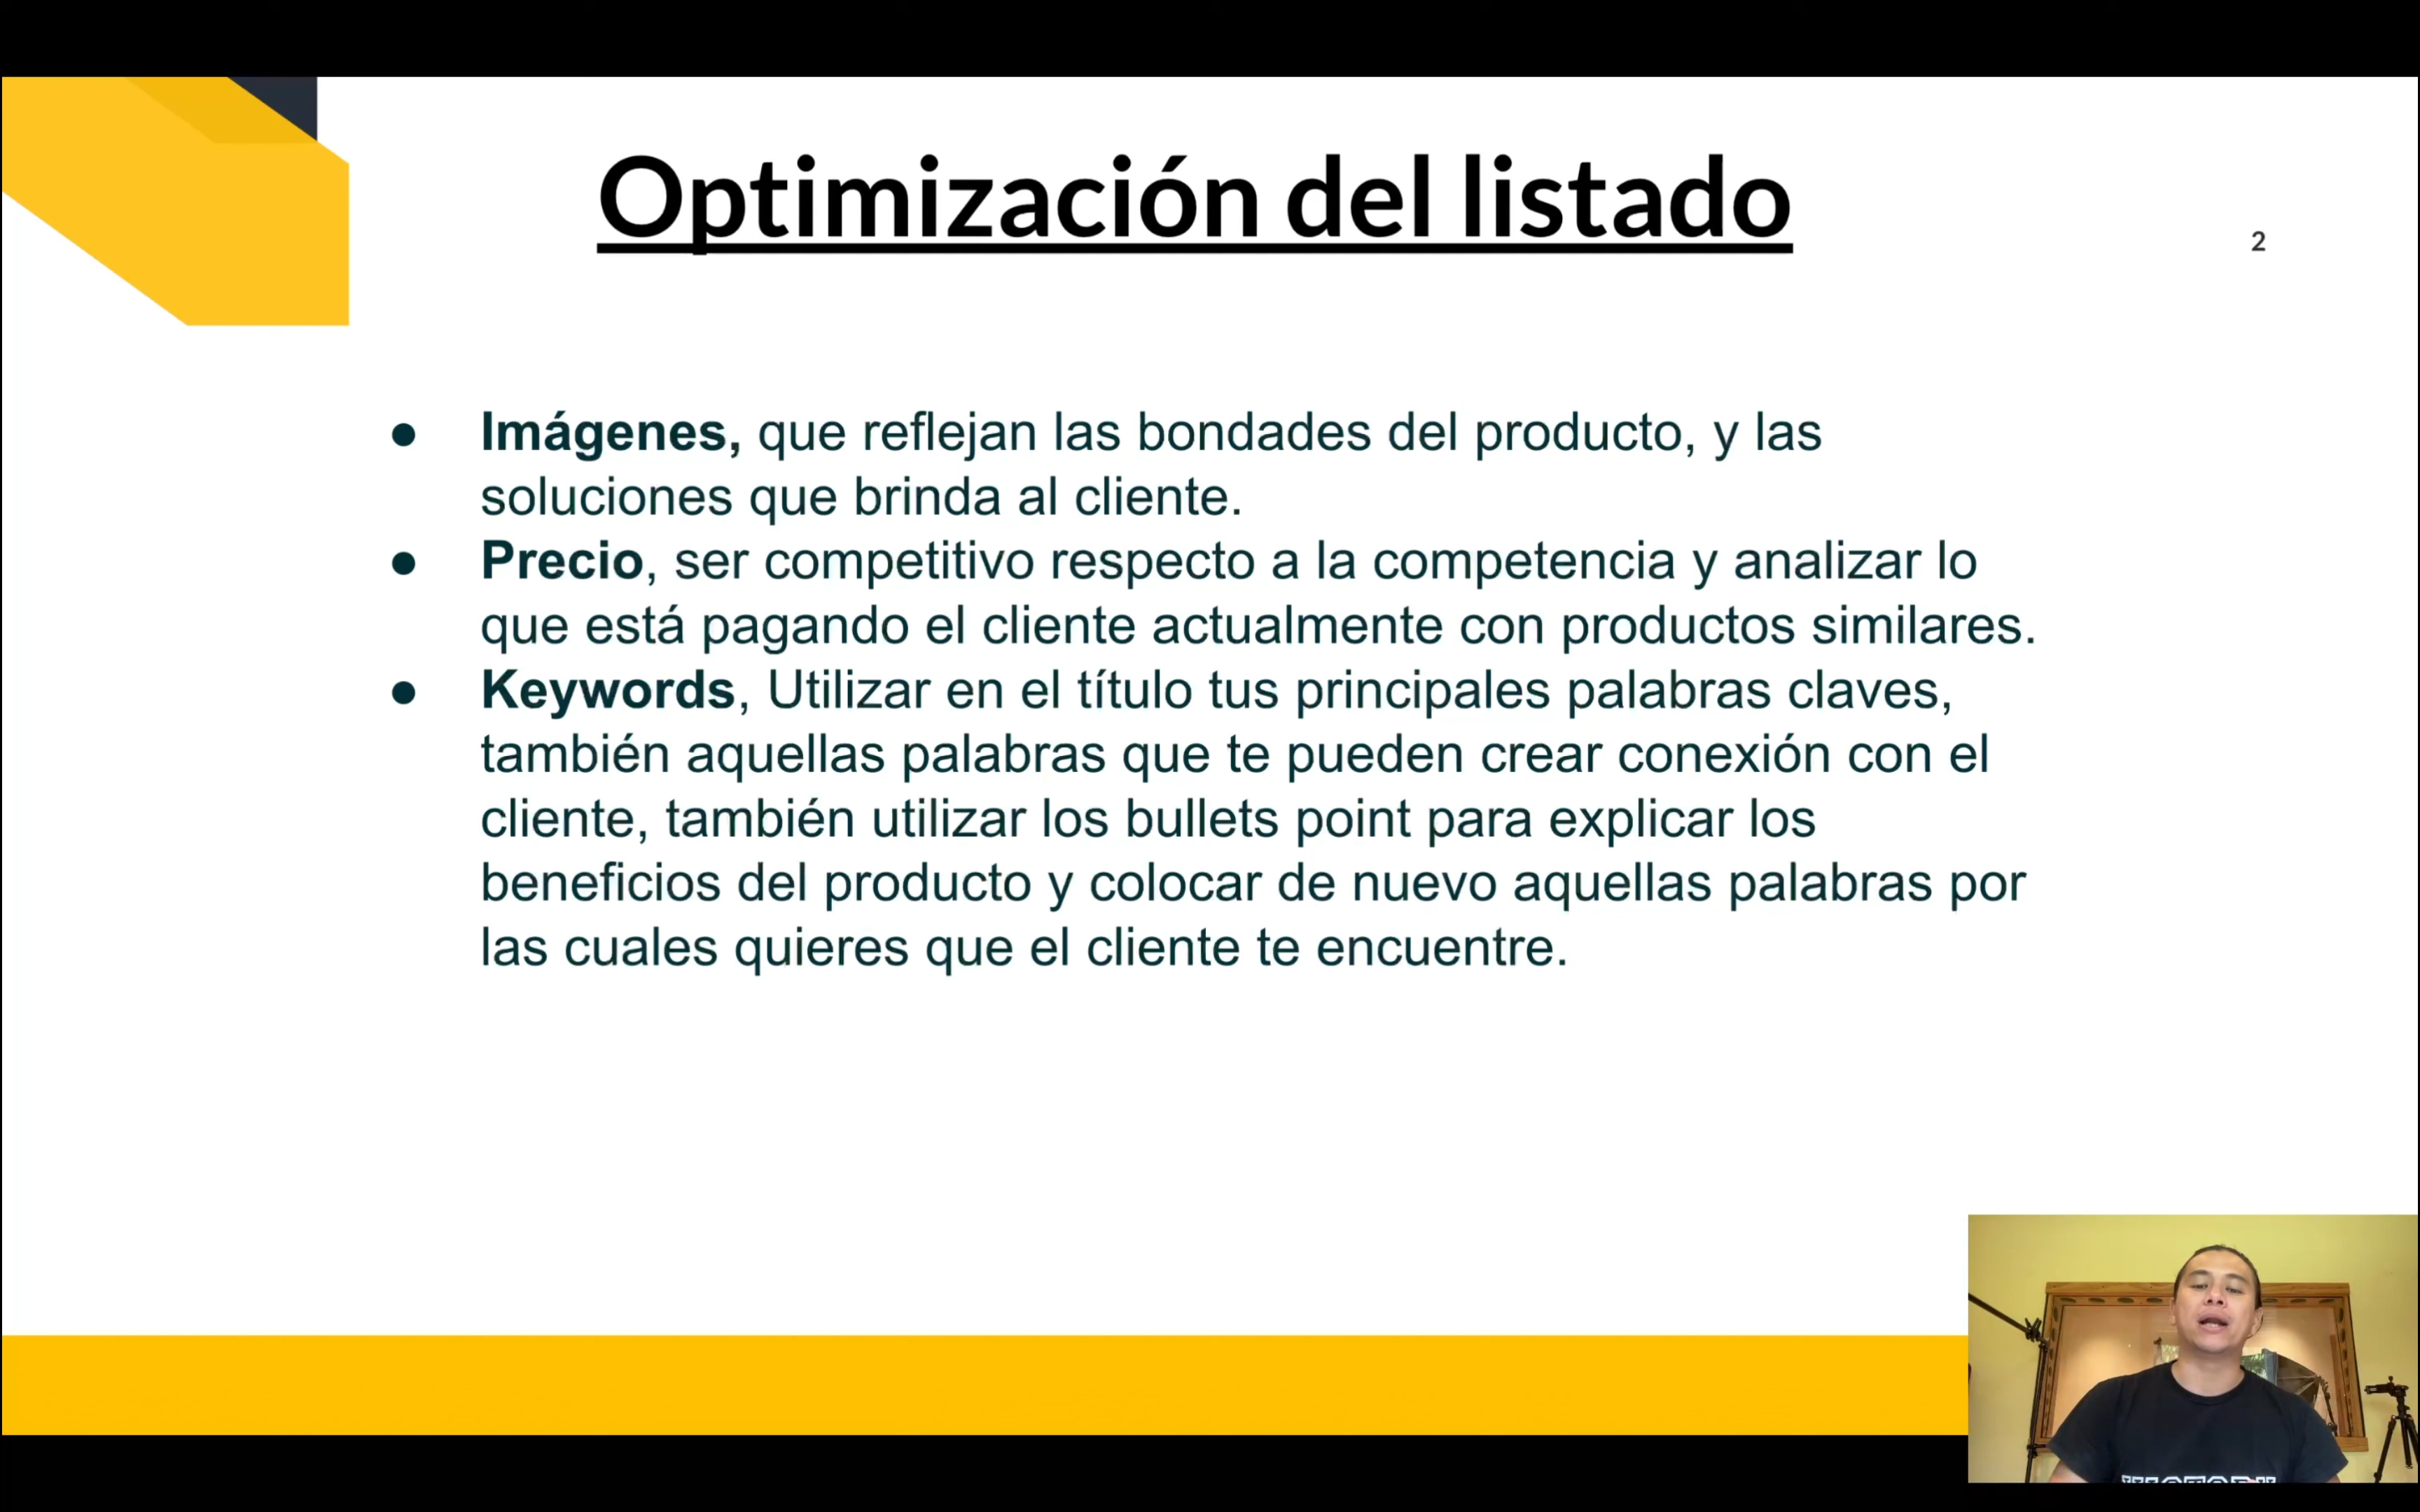 Optimización del listado
2
● Imágenes, que reflejan las bondades del producto, y las
soluciones que brinda al cliente.
● Precio, ser competitivo respecto a la competencia y analizar lo
que está pagando el cliente actualmente con productos similares.
● Keywords, Utilizar en el título tus principales palabras claves,
también aquellas palabras que te pueden crear conexión con el
cliente, también utilizar los bullets point para explicar los
beneficios del producto y colocar de nuevo aquellas palabras por
las cuales quieres que el cliente te encuentre.